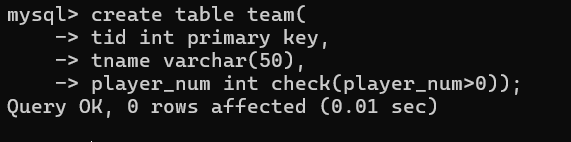 mysql> create table team(
    -> tid int primary key,
    -> tname varchar(50),
    -> player_num int check(player_num>0));
Query OK, 0 rows affected (0.01 sec)